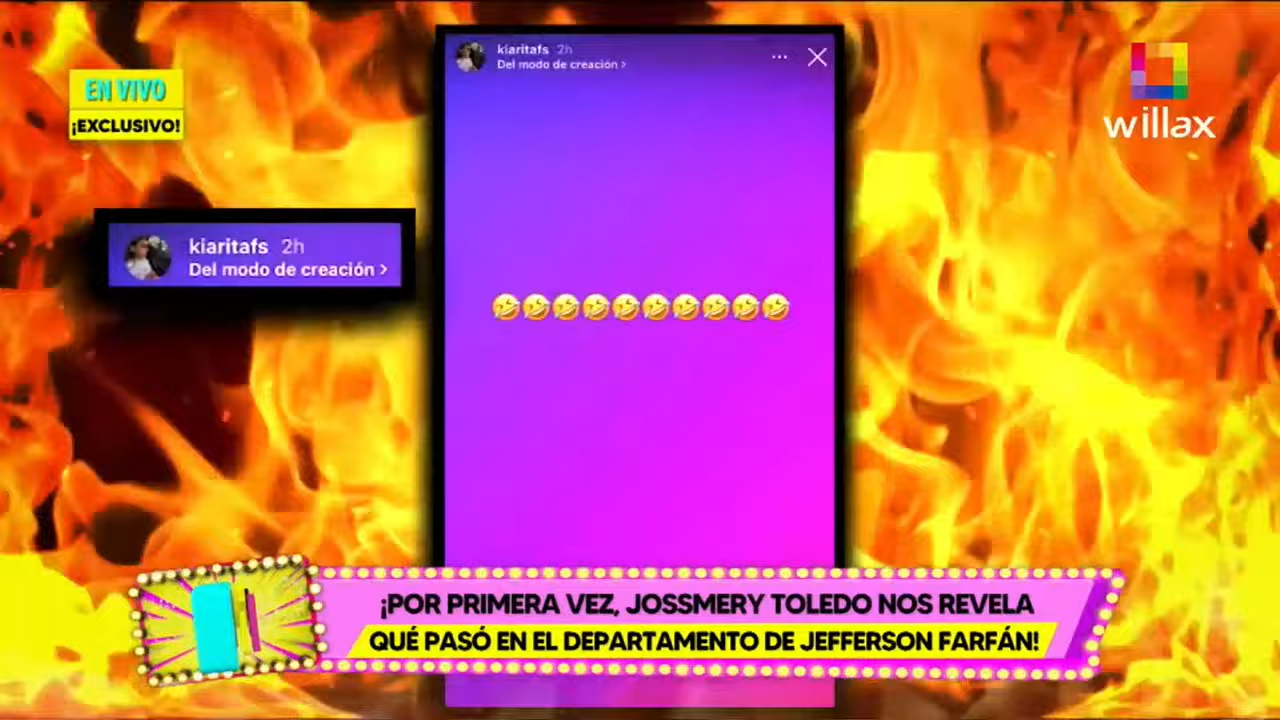 kiaritafs 2h
Del modo de creación ›
EN VIVO
¡EXCLUSIVO!
willax
kiaritafs 2h
Del modo de creación ›
🤣🤣🤣🤣🤣🤣🤣🤣🤣🤣
¡POR PRIMERA VEZ, JOSSMERY TOLEDO NOS REVELA
QUÉ PASÓ EN EL DEPARTAMENTO DE JEFFERSON FARFÁN!